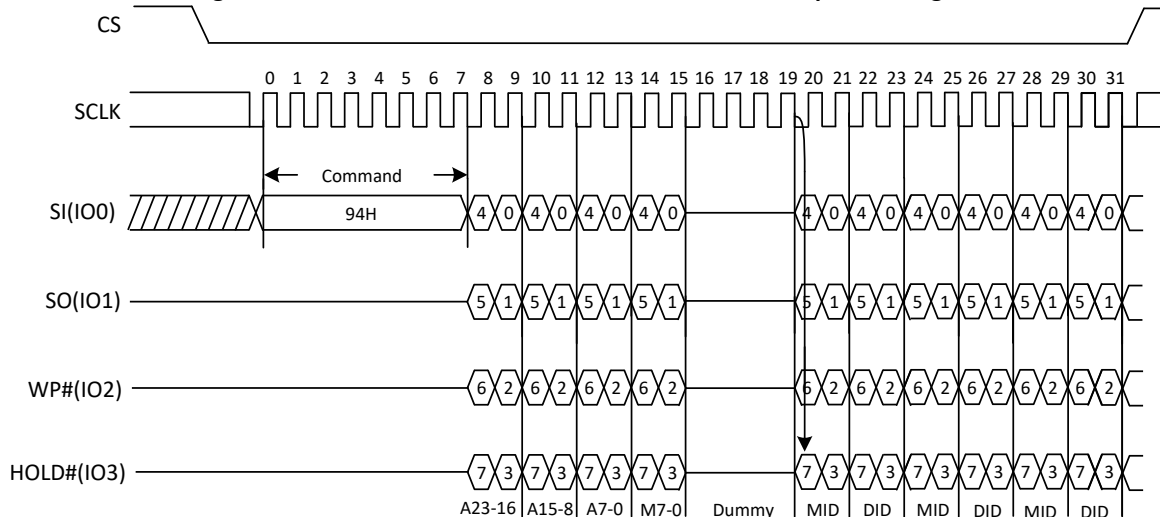 CS
0 1 2 3 4 5 6 7 8 9 10 11 12 13 14 15 16 17 18 19 20 21 22 23 24 25 26 27 28 29 30 31
SCLK
Command
SI(IO0) 94H 4 0 4 0 4 0 4 0 4 0 4 0 4 0 4 0 4 0 4 0
SO(IO1) 5 1 5 1 5 1 5 1 5 1 5 1 5 1 5 1 5 1 5 1
WP#(IO2) 6 2 6 2 6 2 6 2 6 2 6 2 6 2 6 2 6 2 6 2
HOLD#(IO3) 7 3 7 3 7 3 7 3 7 3 7 3 7 3 7 3 7 3 7 3
A23-16 A15-8 A7-0 M7-0 Dummy MID DID MID DID MID DID